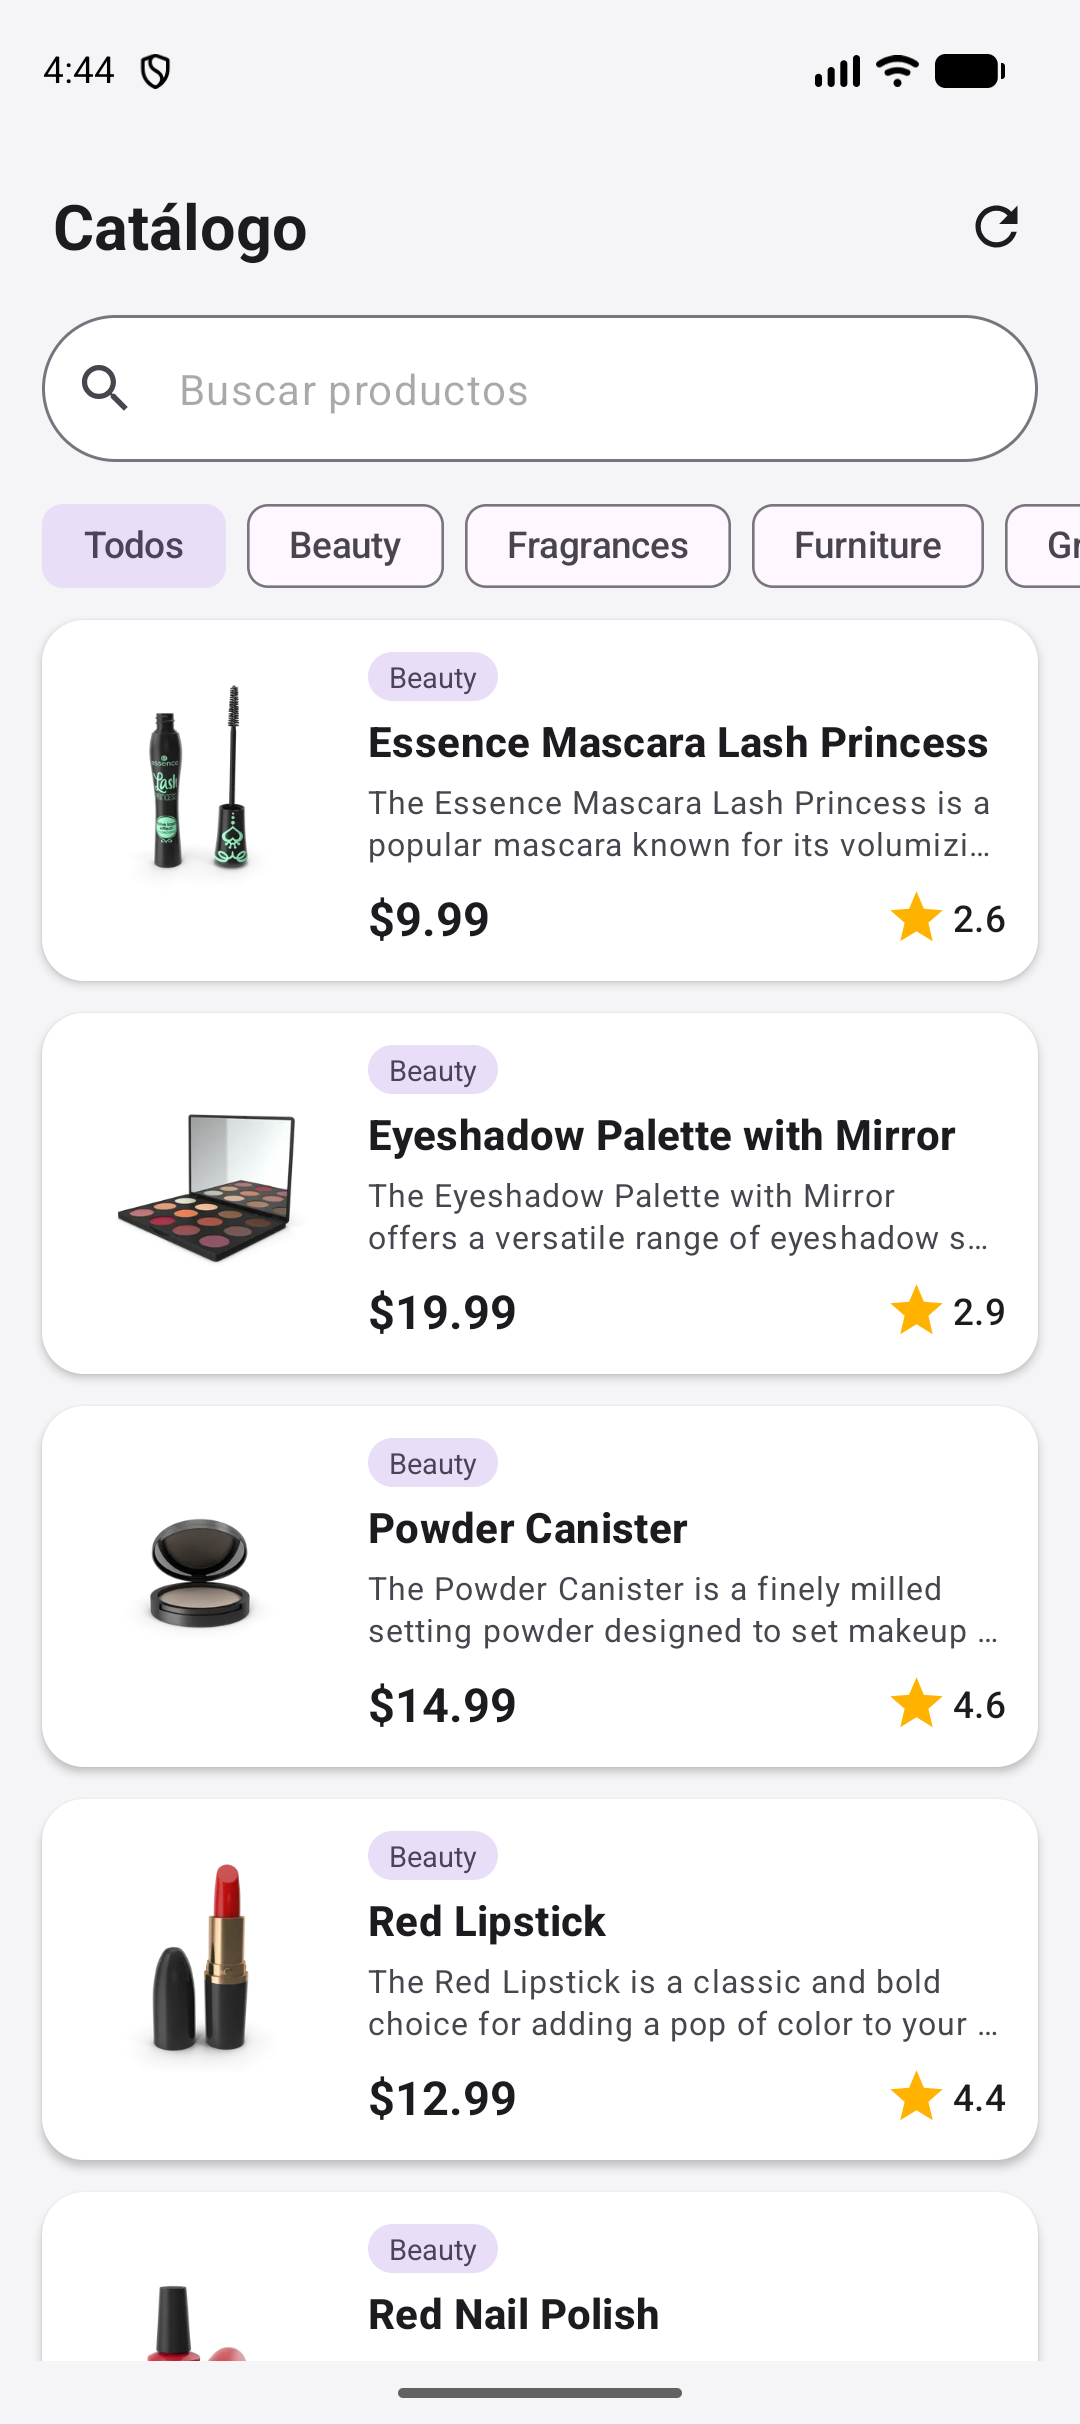 4:44
Catálogo
Buscar productos
Todos Beauty Fragrances Furniture Gr
Beauty
Essence Mascara Lash Princess
The Essence Mascara Lash Princess is a
popular mascara known for its volumizi…
$9.99 2.6
essence
Lash
Beauty
Eyeshadow Palette with Mirror
The Eyeshadow Palette with Mirror
offers a versatile range of eyeshadow s…
$19.99 2.9
Beauty
Powder Canister
The Powder Canister is a finely milled
setting powder designed to set makeup …
$14.99 4.6
Beauty
Red Lipstick
The Red Lipstick is a classic and bold
choice for adding a pop of color to your …
$12.99 4.4
Beauty
Red Nail Polish